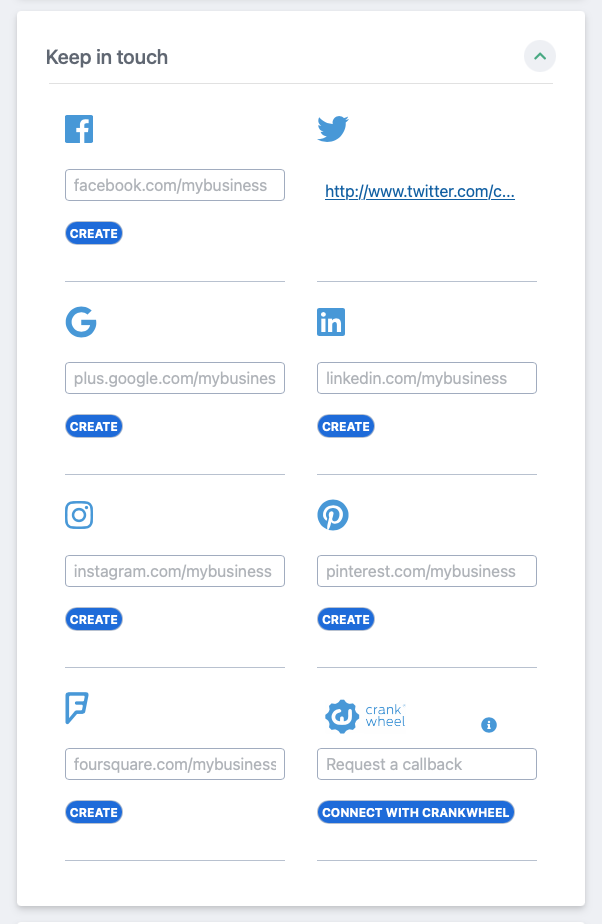 Keep in touch
facebook.com/mybusiness
http://www.twitter.com/c...
CREATE
plus.google.com/mybusines
linkedin.com/mybusiness
CREATE
CREATE
instagram.com/mybusiness
pinterest.com/mybusiness
CREATE
CREATE
crank
wheel
foursquare.com/mybusiness
Request a callback
CREATE
CONNECT WITH CRANKWHEEL